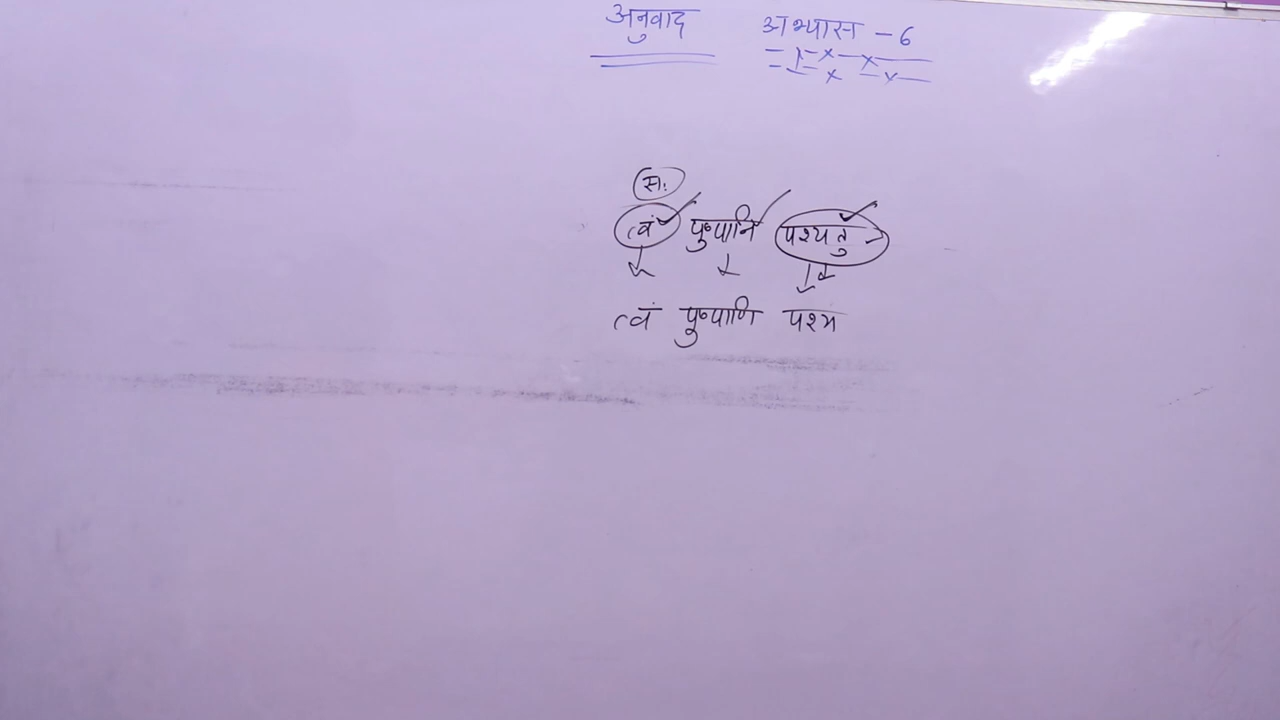 अनुवाद अभ्यास - 6
सः
त्वं पुष्पानि पश्यतु -
त्वं पुष्पाणि पश्य